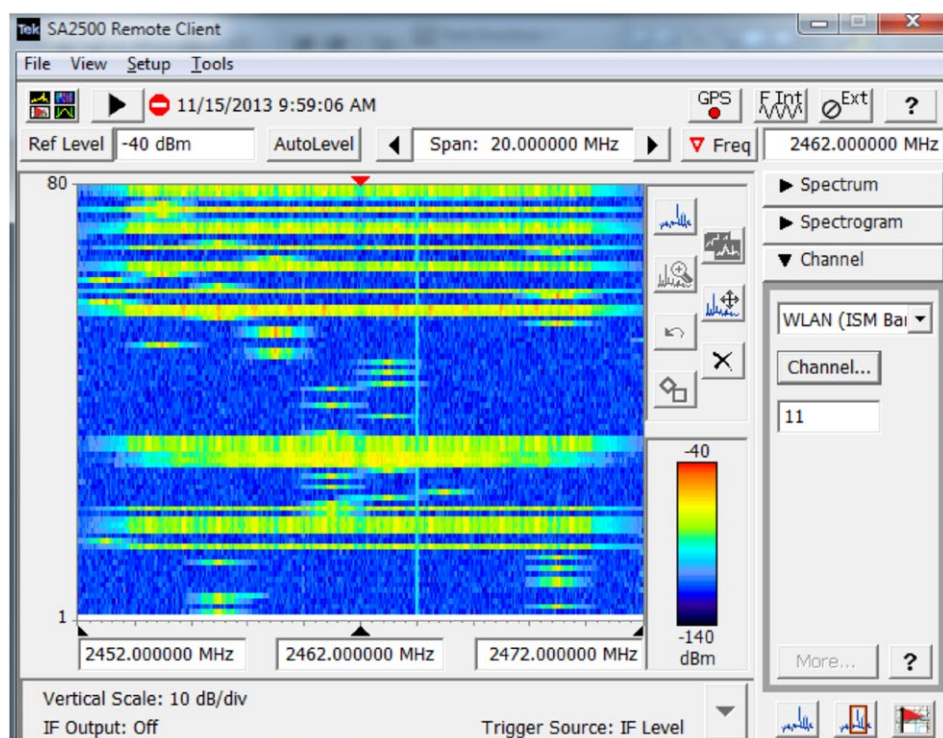 Tek SA2500 Remote Client
File View Setup Tools
11/15/2013 9:59:06 AM GPS F Int Ext ?
Ref Level -40 dBm AutoLevel Span: 20.000000 MHz Freq 2462.000000 MHz
80
Spectrum
Spectrogram
Channel
WLAN (ISM Bar
Channel...
11
-40
-140
dBm
1
2452.000000 MHz 2462.000000 MHz 2472.000000 MHz
More... ?
Vertical Scale: 10 dB/div
IF Output: Off Trigger Source: IF Level